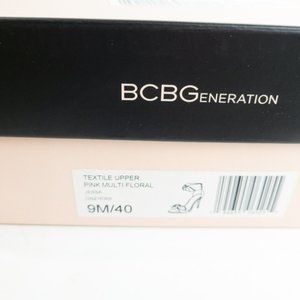 BCBGENERATION
TEXTILE UPPER
PINK MULTI FLORAL
9M/40